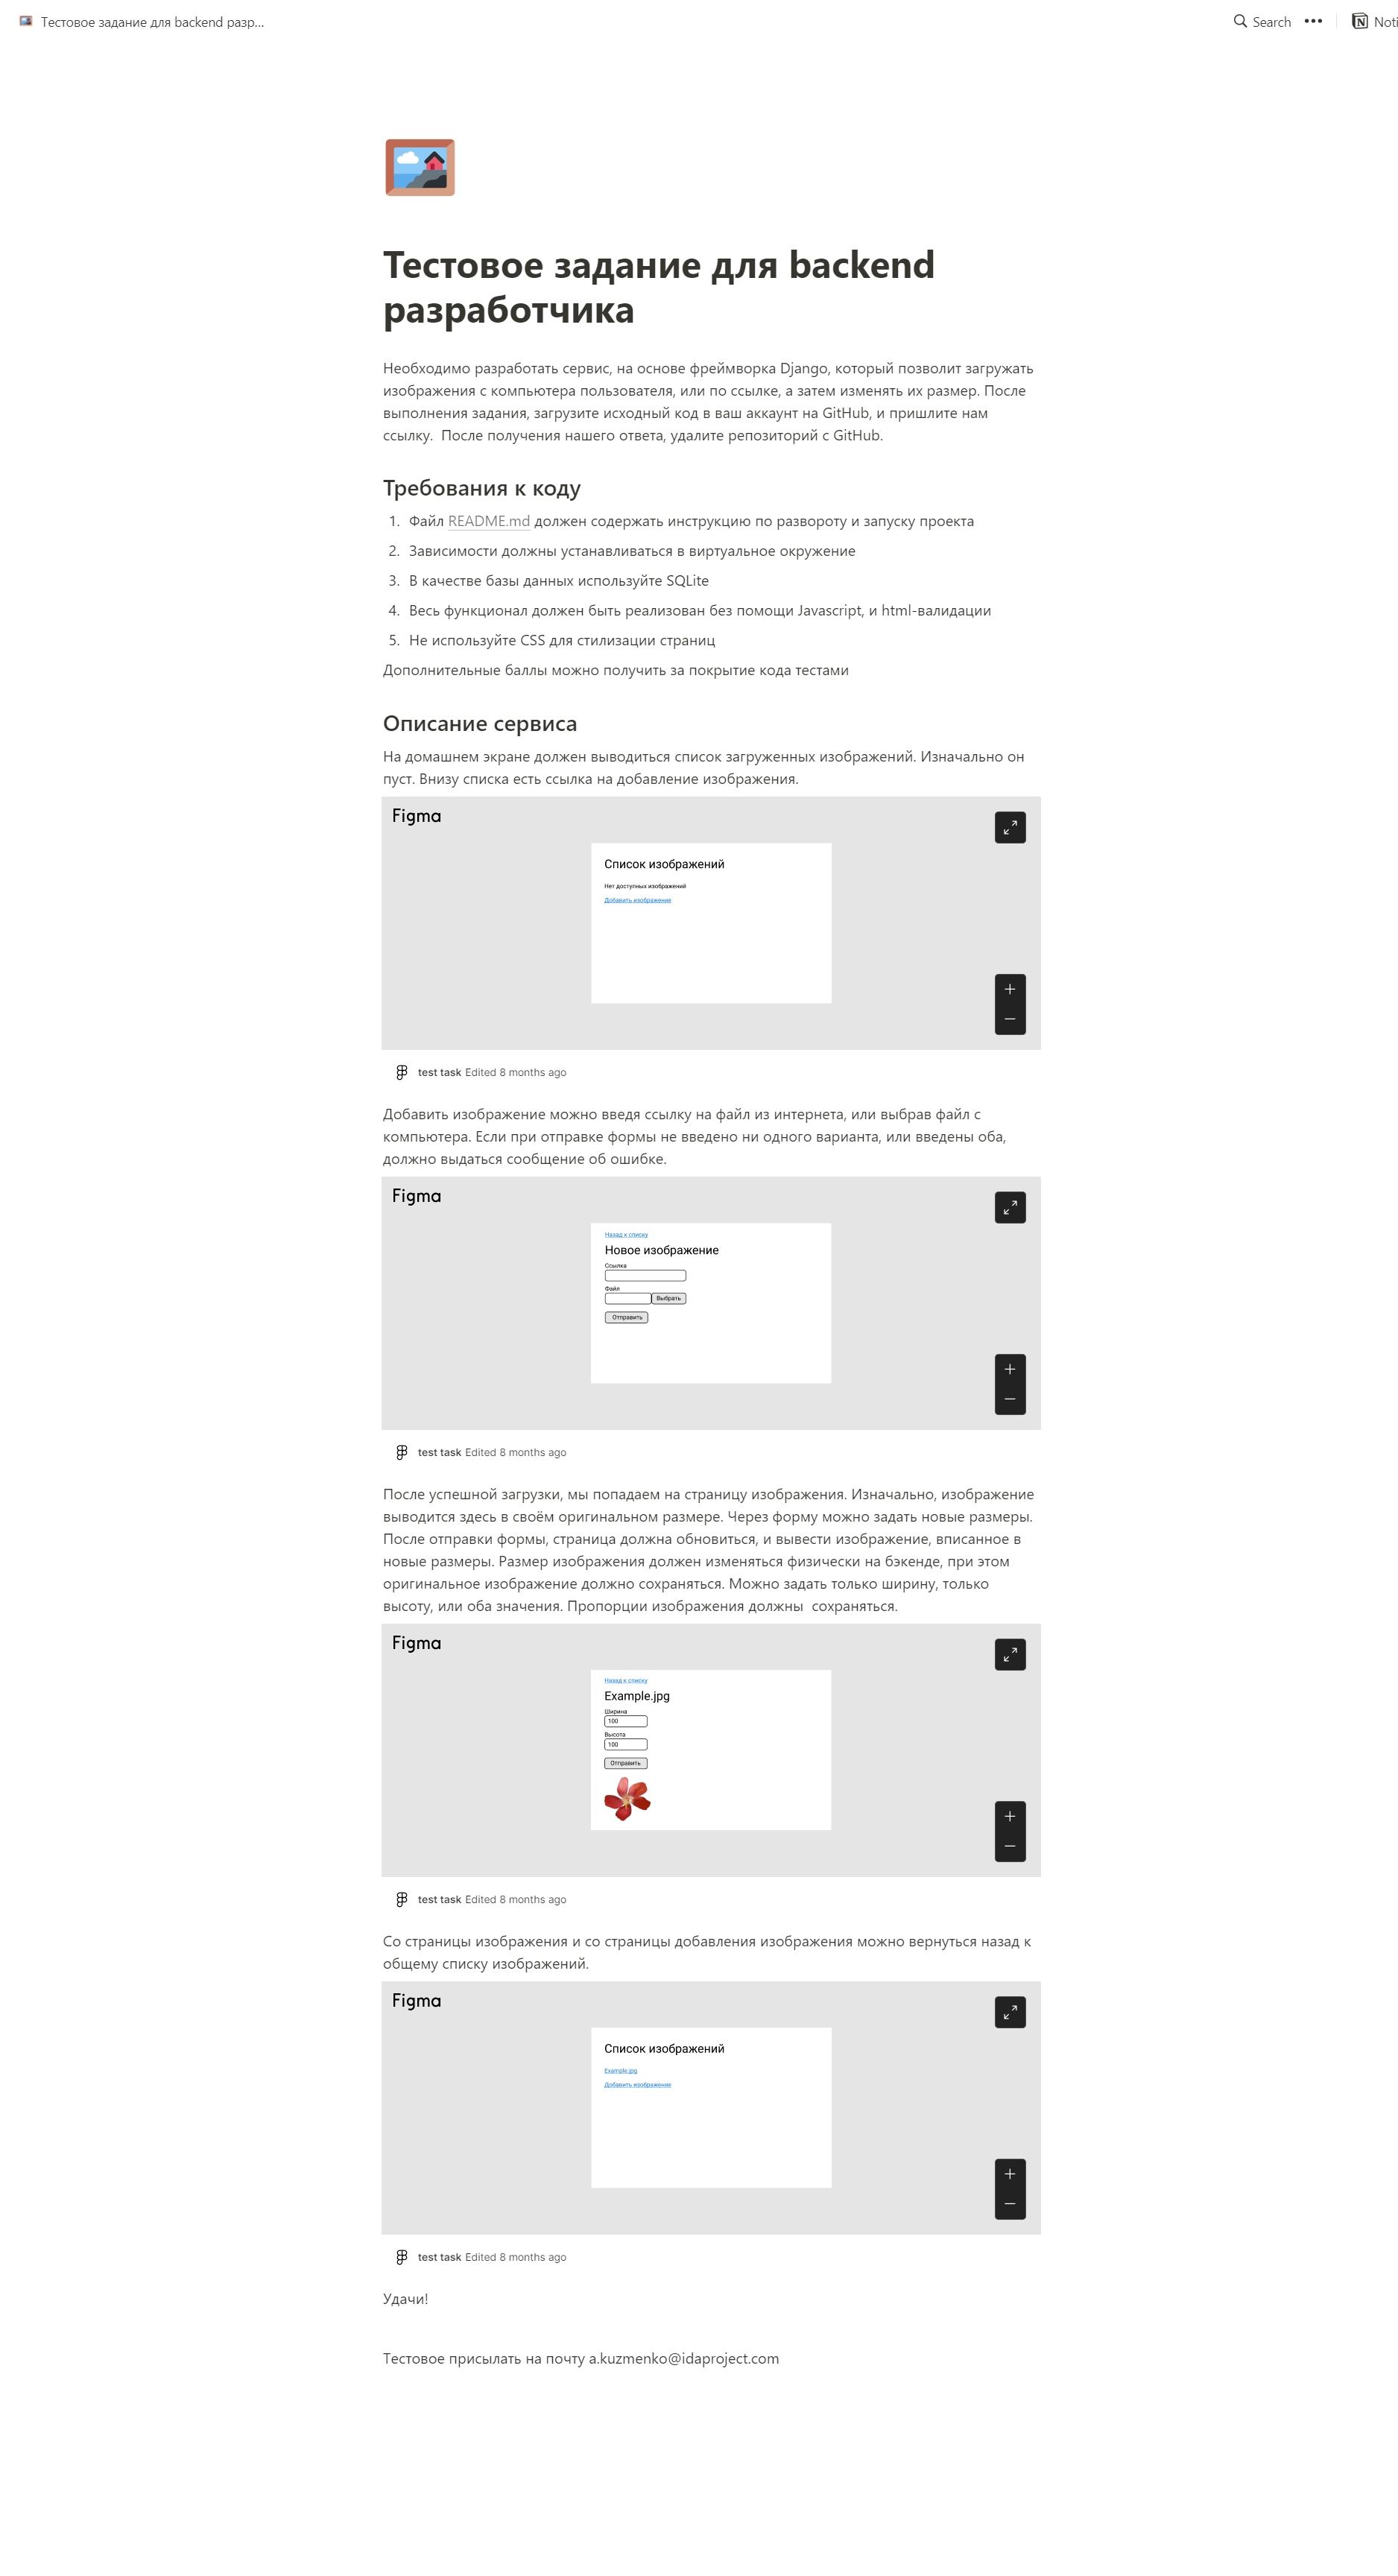 Тестовое задание для backend разр...
Search
Noti
Тестовое задание для backend
разработчика
Необходимо разработать сервис, на основе фреймворка Django, который позволит загружать
изображения с компьютера пользователя, или по ссылке, а затем изменять их размер. После
выполнения задания, загрузите исходный код в ваш аккаунт на GitHub, и пришлите нам
ссылку.  После получения нашего ответа, удалите репозиторий с GitHub.
Требования к коду
1. Файл README.md должен содержать инструкцию по развороту и запуску проекта
2. Зависимости должны устанавливаться в виртуальное окружение
3. В качестве базы данных используйте SQLite
4. Весь функционал должен быть реализован без помощи Javascript, и html-валидации
5. Не используйте CSS для стилизации страниц
Дополнительные баллы можно получить за покрытие кода тестами
Описание сервиса
На домашнем экране должен выводиться список загруженных изображений. Изначально он
пуст. Внизу списка есть ссылка на добавление изображения.
Figma
Список изображений
Нет доступных изображений
Добавить изображение
test task Edited 8 months ago
Добавить изображение можно введя ссылку на файл из интернета, или выбрав файл с
компьютера. Если при отправке формы не введено ни одного варианта, или введены оба,
должно выдаться сообщение об ошибке.
Figma
Назад к списку
Новое изображение
Ссылка
Файл
Выбрать
Отправить
test task Edited 8 months ago
После успешной загрузки, мы попадаем на страницу изображения. Изначально, изображение
выводится здесь в своём оригинальном размере. Через форму можно задать новые размеры.
После отправки формы, страница должна обновиться, и вывести изображение, вписанное в
новые размеры. Размер изображения должен изменяться физически на бэкенде, при этом
оригинальное изображение должно сохраняться. Можно задать только ширину, только
высоту, или оба значения. Пропорции изображения должны  сохраняться.
Figma
Назад к списку
Example.jpg
Ширина
100
Высота
100
Отправить
test task Edited 8 months ago
Со страницы изображения и со страницы добавления изображения можно вернуться назад к
общему списку изображений.
Figma
Список изображений
Example.jpg
Добавить изображение
test task Edited 8 months ago
Удачи!
Тестовое присылать на почту a.kuzmenko@idaproject.com